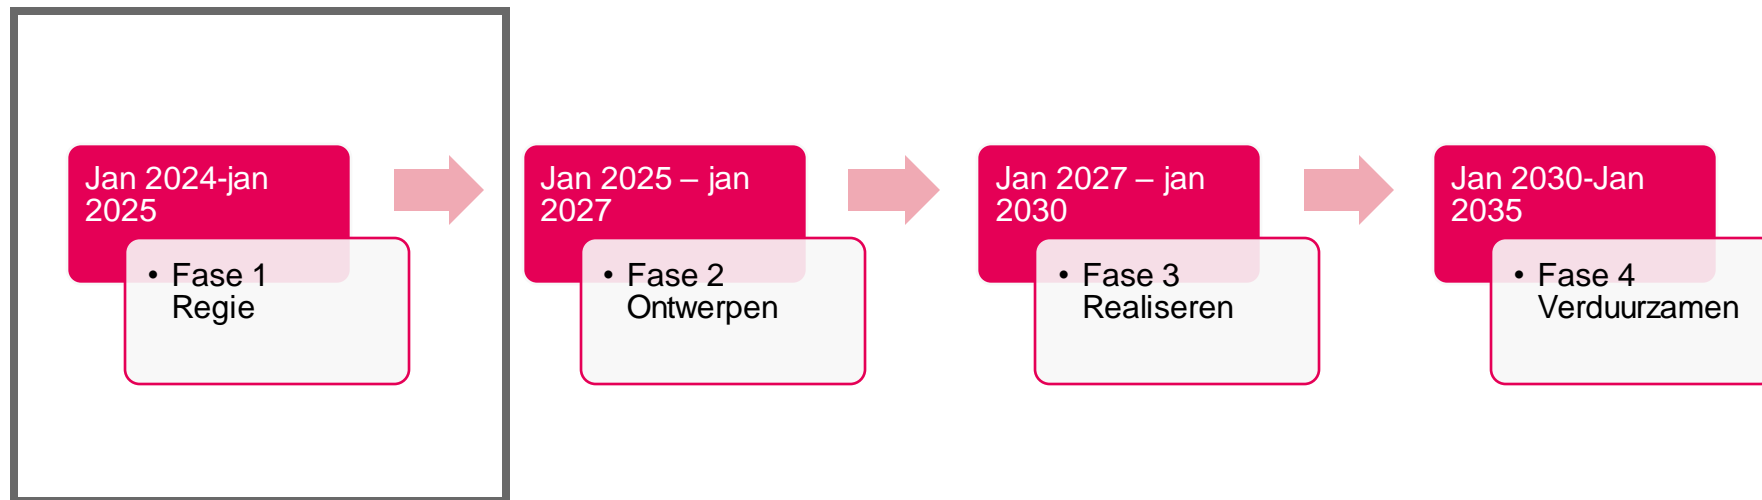 Jan 2024-jan
2025
• Fase 1
Regie
Jan 2025 – jan
2027
• Fase 2
Ontwerpen
Jan 2027 – jan
2030
• Fase 3
Realiseren
Jan 2030-Jan
2035
• Fase 4
Verduurzamen